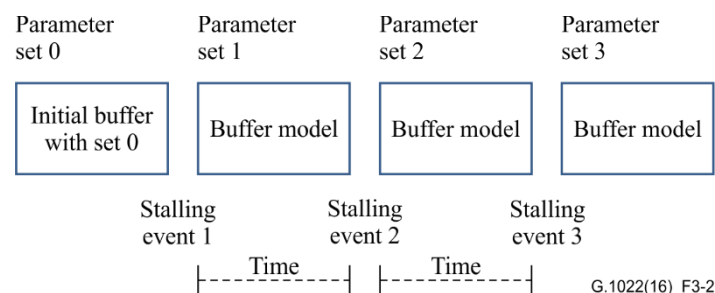 Parameter Parameter Parameter Parameter
set 0 set 1 set 2 set 3
Initial buffer
with set 0
Buffer model Buffer model Buffer model
Stalling Stalling Stalling
event 1 event 2 event 3
Time Time
G.1022(16)_F3-2